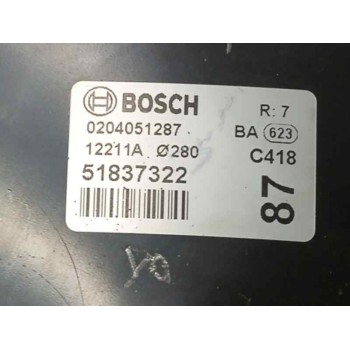 BOSCH R: 7
0204051287 BA 623
12211A Ø280 C418
51837322
87